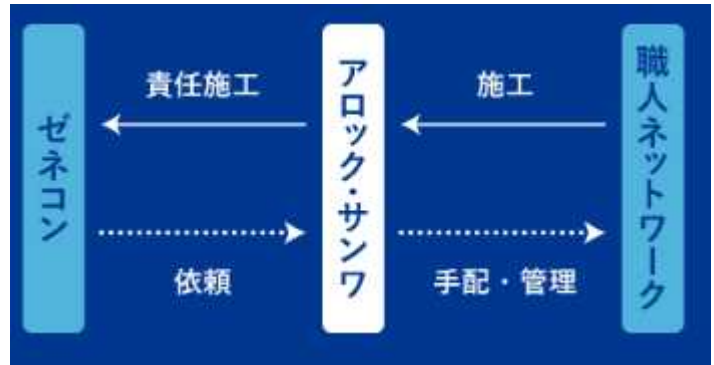 ゼネコン
責任施工
依頼
アロック・サンワ
施工
手配・管理
職人ネットワーク